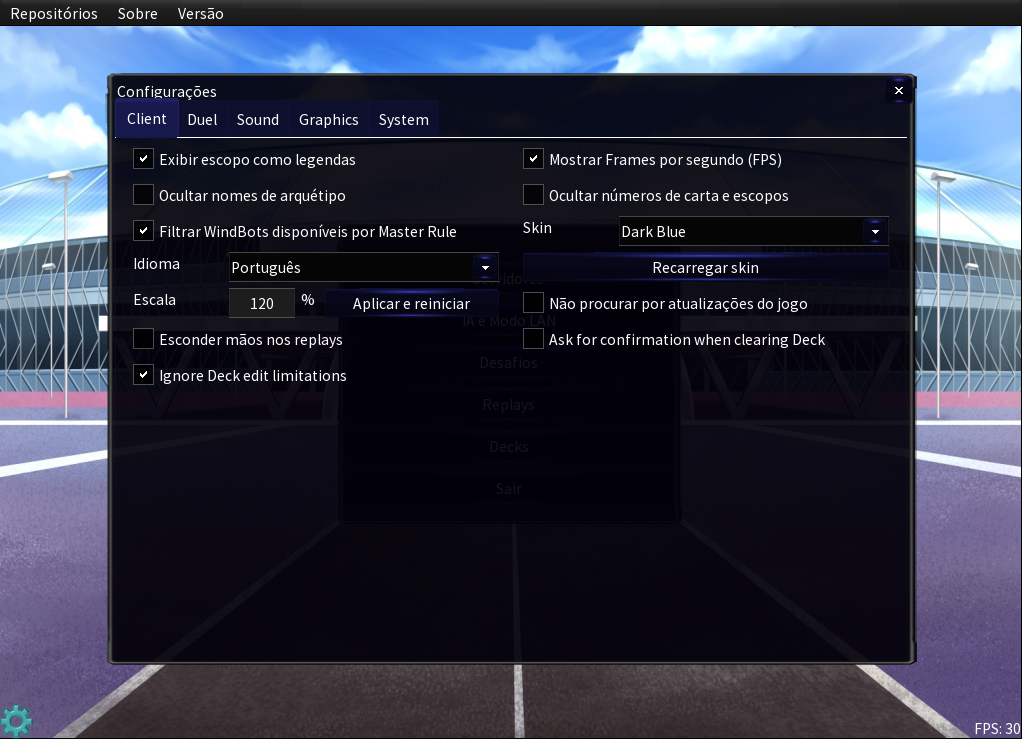 Repositórios Sobre Versão
Configurações
Client Duel Sound Graphics System
Exibir escopo como legendas
Mostrar Frames por segundo (FPS)
Ocultar nomes de arquétipo
Ocultar números de carta e escopos
Filtrar WindBots disponíveis por Master Rule
Skin Dark Blue
Idioma Português
Recarregar skin
Escala 120 % Aplicar e reiniciar
Não procurar por atualizações do jogo
IA e Modo LAN
Esconder mãos nos replays
Ask for confirmation when clearing Deck
Desafios
Ignore Deck edit limitations
Replays
Decks
Sair
FPS: 30